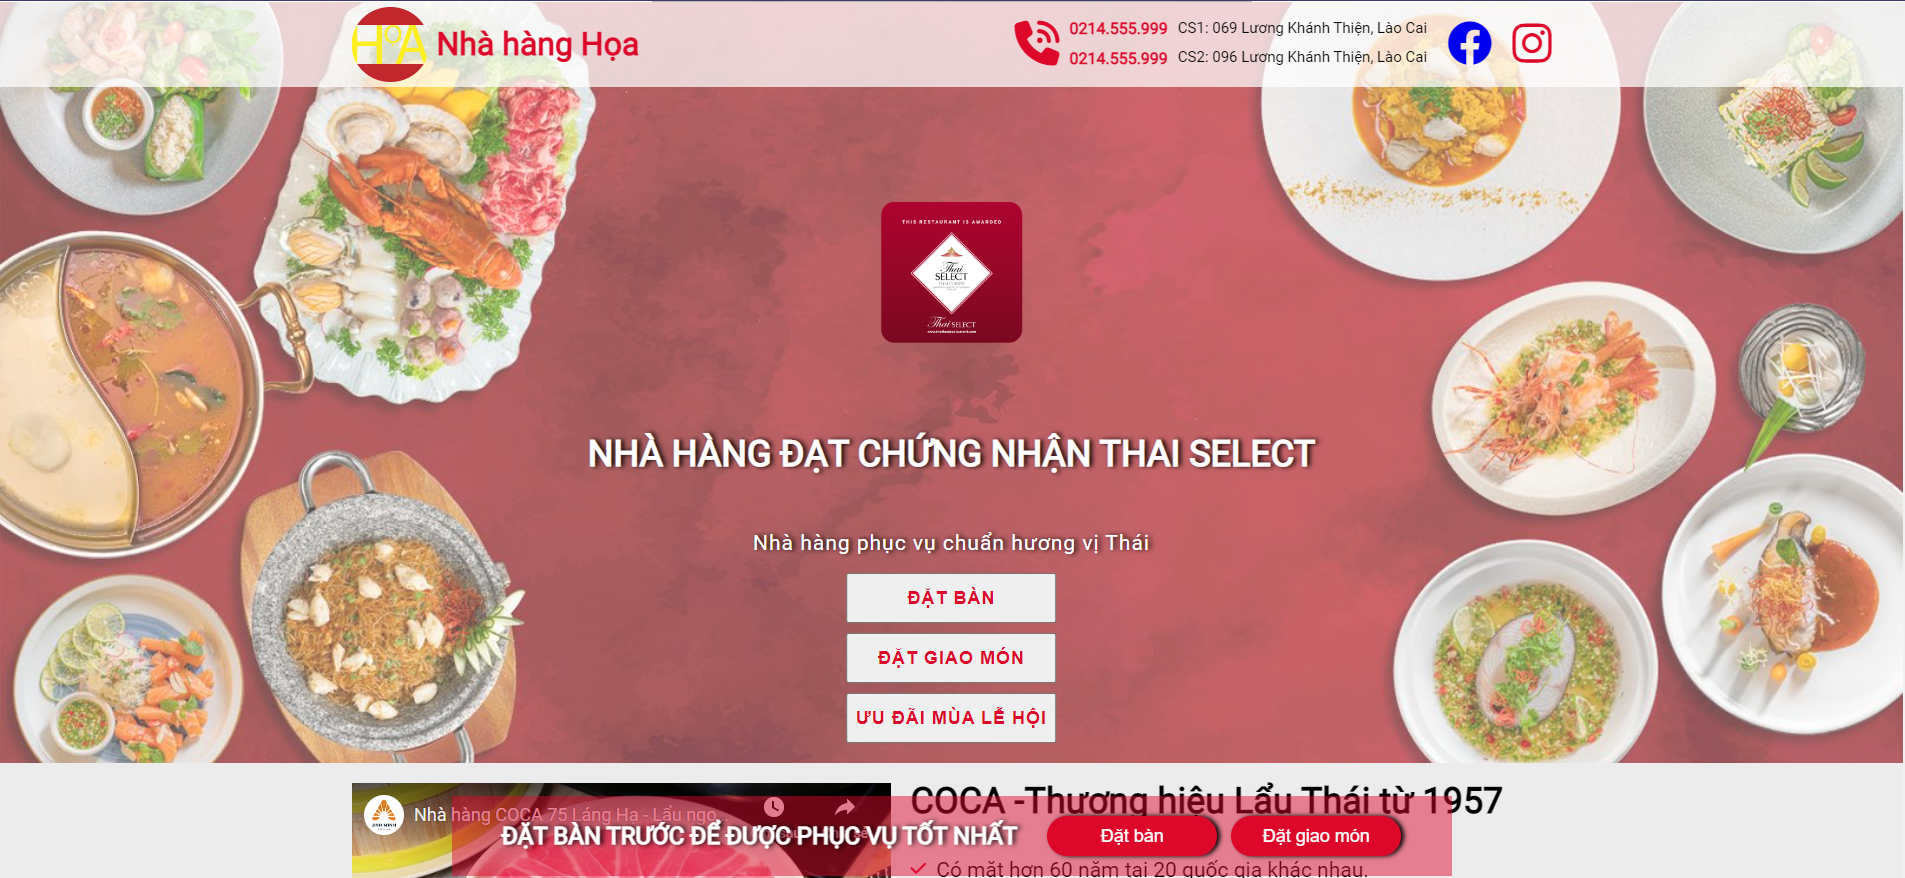 HOA
Nhà hàng Họa
0214.555.999
CS1: 069 Lương Khánh Thiện, Lào Cai
0214.555.999
CS2: 096 Lương Khánh Thiện, Lào Cai
THIS RESTAURANT IS AWARDED
Thai
SELECT
Thai SELECT
NHÀ HÀNG ĐẠT CHỨNG NHẬN THAI SELECT
Nhà hàng phục vụ chuẩn hương vị Thái
ĐẶT BÀN
ĐẶT GIAO MÓN
ƯU ĐÃI MÙA LỄ HỘI
COCA -Thương hiệu Lẩu Thái từ 1957
Nhà hàng COCA 75 Láng Hạ - Lẩu ngo...
ĐẶT BÀN TRƯỚC ĐỂ ĐƯỢC PHỤC VỤ TỐT NHẤT
Đặt bàn
Đặt giao món
Có mặt hơn 60 năm tại 20 quốc gia khác nhau.